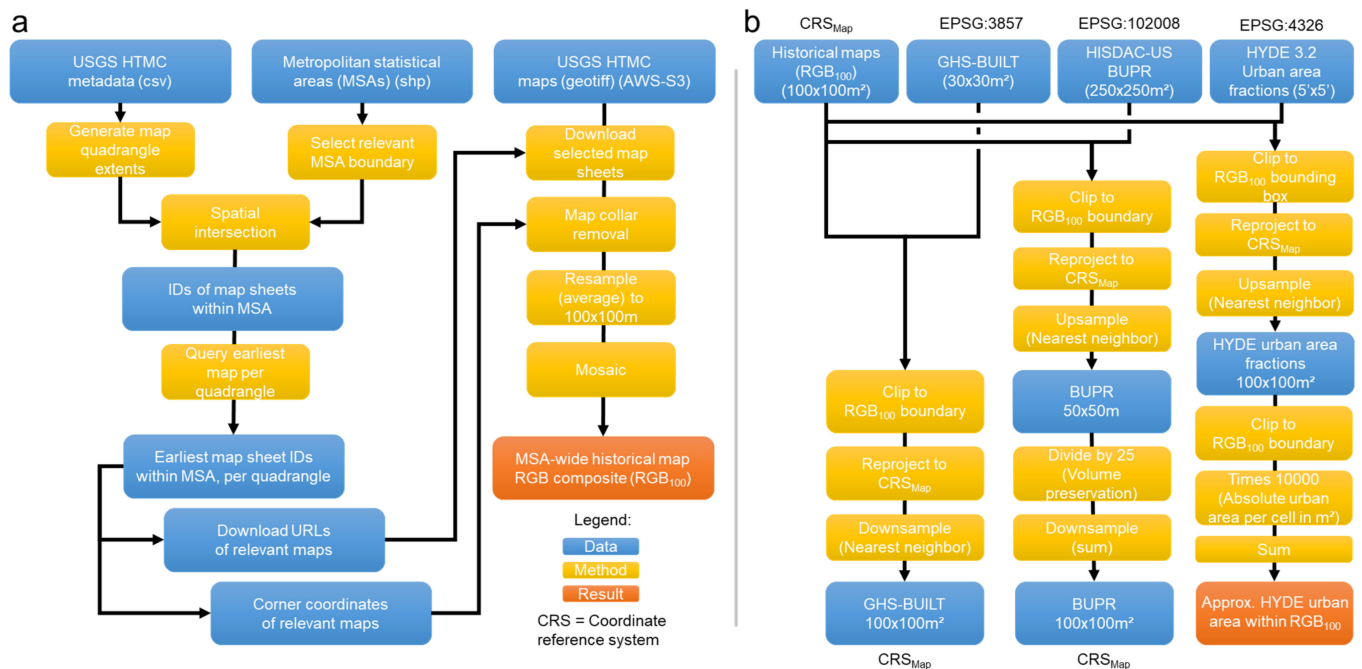 a
USGS HTMC
metadata (csv)
Metropolitan statistical
areas (MSAs) (shp)
USGS HTMC
maps (geotiff) (AWS-S3)
Generate map
quadrangle
extents
Select relevant
MSA boundary
Download
selected map
sheets
Spatial
intersection
Map collar
removal
IDs of map sheets
within MSA
Resample
(average) to
100x100m
Query earliest
map per
quadrangle
Mosaic
Earliest map sheet IDs
within MSA, per quadrangle
MSA-wide historical map
RGB composite (RGB₁₀₀)
Download URLs
of relevant maps
Corner coordinates
of relevant maps
Legend:
Data
Method
Result
CRS = Coordinate
reference system
b
CRS_Map
EPSG:3857
EPSG:102008
EPSG:4326
Historical maps
(RGB₁₀₀)
(100x100m²)
GHS-BUILT
(30x30m²)
HISDAC-US
BUPR
(250x250m²)
HYDE 3.2
Urban area
fractions (5’x5’)
Clip to
RGB₁₀₀ boundary
Reproject to
CRS_Map
Downsample
(Nearest neighbor)
GHS-BUILT
100x100m²
CRS_Map
Clip to
RGB₁₀₀ boundary
Reproject to
CRS_Map
Upsample
(Nearest neighbor)
BUPR
50x50m
Divide by 25
(Volume
preservation)
Downsample
(sum)
BUPR
100x100m²
CRS_Map
Clip to
RGB₁₀₀ bounding
box
Reproject to
CRS_Map
Upsample
(Nearest neighbor)
HYDE urban area
fractions
100x100m²
Clip to
RGB₁₀₀ boundary
Times 10000
(Absolute urban
area per cell in m²)
Sum
Approx. HYDE urban
area within RGB₁₀₀